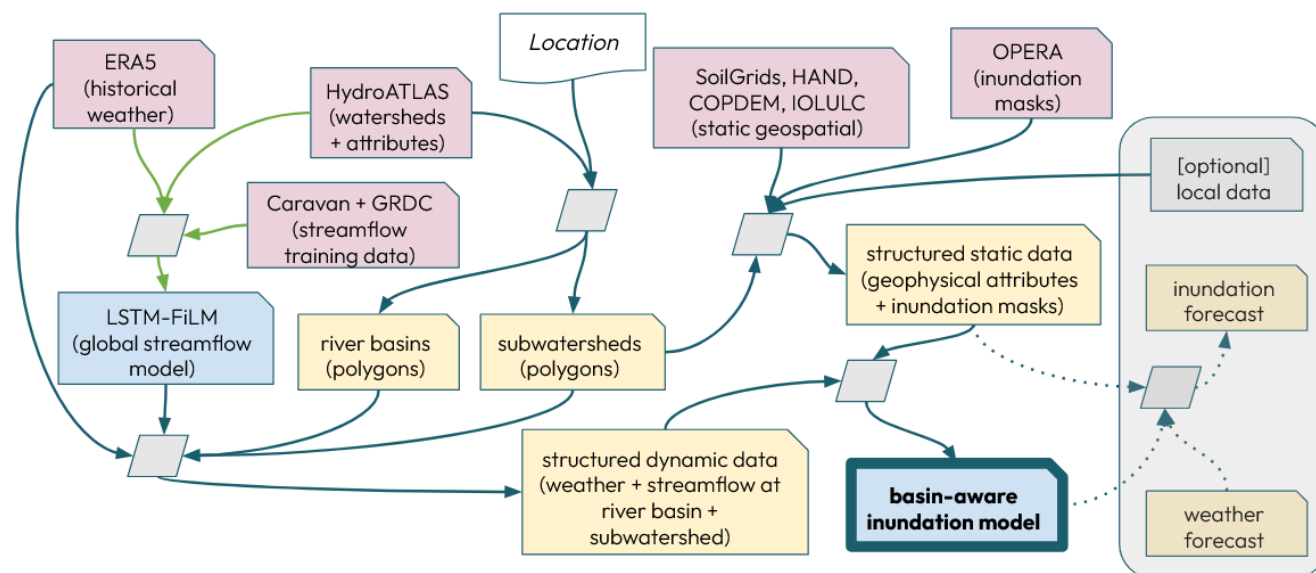 ERA5
(historical
weather)
HydroATLAS
(watersheds
+ attributes)
Location
SoilGrids, HAND,
COPDEM, IOLULC
(static geospatial)
OPERA
(inundation
masks)
[optional]
local data
Caravan + GRDC
(streamflow
training data)
structured static data
(geophysical attributes
+ inundation masks)
inundation
forecast
LSTM-FiLM
(global streamflow
model)
river basins
(polygons)
subwatersheds
(polygons)
structured dynamic data
(weather + streamflow at
river basin +
subwatershed)
basin-aware
inundation model
weather
forecast